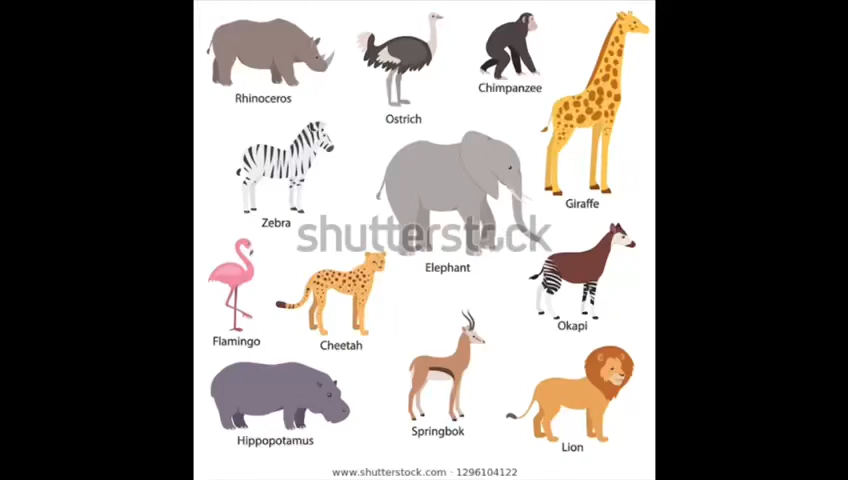 Rhinoceros
Ostrich
Chimpanzee
Giraffe
Zebra
shutterstock
Elephant
Okapi
Flamingo
Cheetah
Springbok
Hippopotamus
Lion
www.shutterstock.com · 1296104122